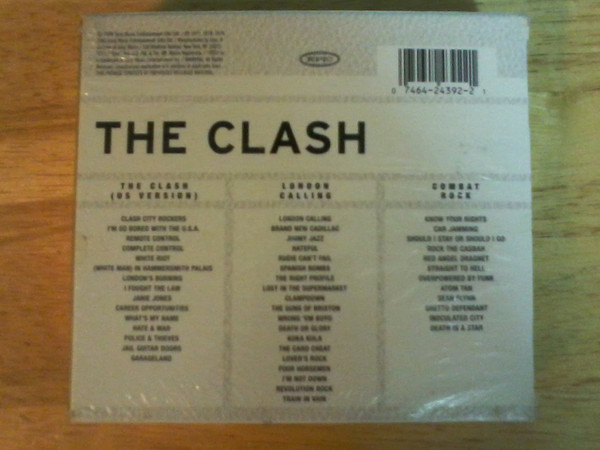 0 7464-24392-2 1
THE CLASH
THE CLASH
(US VERSION)
CLASH CITY ROCKERS
I'M SO BORED WITH THE U.S.A.
REMOTE CONTROL
COMPLETE CONTROL
WHITE RIOT
(WHITE MAN) IN HAMMERSMITH PALAIS
LONDON'S BURNING
I FOUGHT THE LAW
JANIE JONES
CAREER OPPORTUNITIES
WHAT'S MY NAME
HATE & WAR
POLICE & THIEVES
JAIL GUITAR DOORS
GARAGELAND
LONDON
CALLING
LONDON CALLING
BRAND NEW CADILLAC
JIMMY JAZZ
HATEFUL
RUDIE CAN'T FAIL
SPANISH BOMBS
THE RIGHT PROFILE
LOST IN THE SUPERMARKET
CLAMPDOWN
THE GUNS OF BRIXTON
WRONG 'EM BOYO
DEATH OR GLORY
KOKA KOLA
THE CARD CHEAT
LOVER'S ROCK
FOUR HORSEMEN
I'M NOT DOWN
REVOLUTION ROCK
TRAIN IN VAIN
COMBAT
ROCK
KNOW YOUR RIGHTS
CAR JAMMING
SHOULD I STAY OR SHOULD I GO
ROCK THE CASBAH
RED ANGEL DRAGNET
STRAIGHT TO HELL
OVERPOWERED BY FUNK
ATOM TAN
SEAN FLYNN
GHETTO DEFENDANT
INOCULATED CITY
DEATH IS A STAR